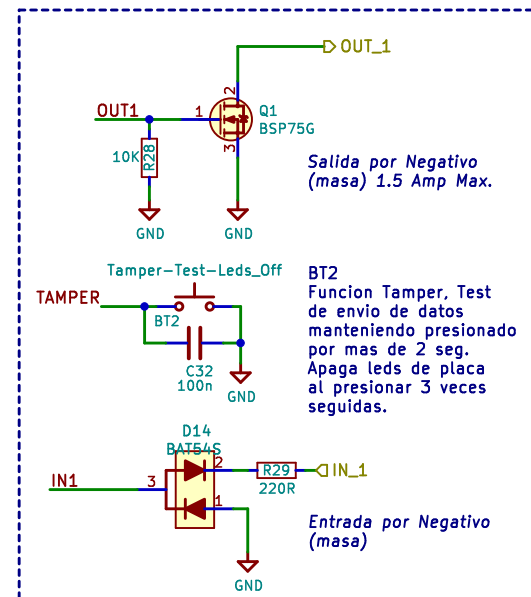 OUT_1
2
OUT1
1
Q1
BSP75G
10K
R28
3
GND
GND
Salida por Negativo
(masa) 1.5 Amp Max.
Tamper-Test-Leds_Off
TAMPER
BT2
C32
100n
GND
BT2
Funcion Tamper, Test
de envio de datos
manteniendo presionado
por mas de 2 seg.
Apaga leds de placa
al presionar 3 veces
seguidas.
D14
BAT54S
IN1
3
2
1
R29
220R
IN_1
GND
Entrada por Negativo
(masa)